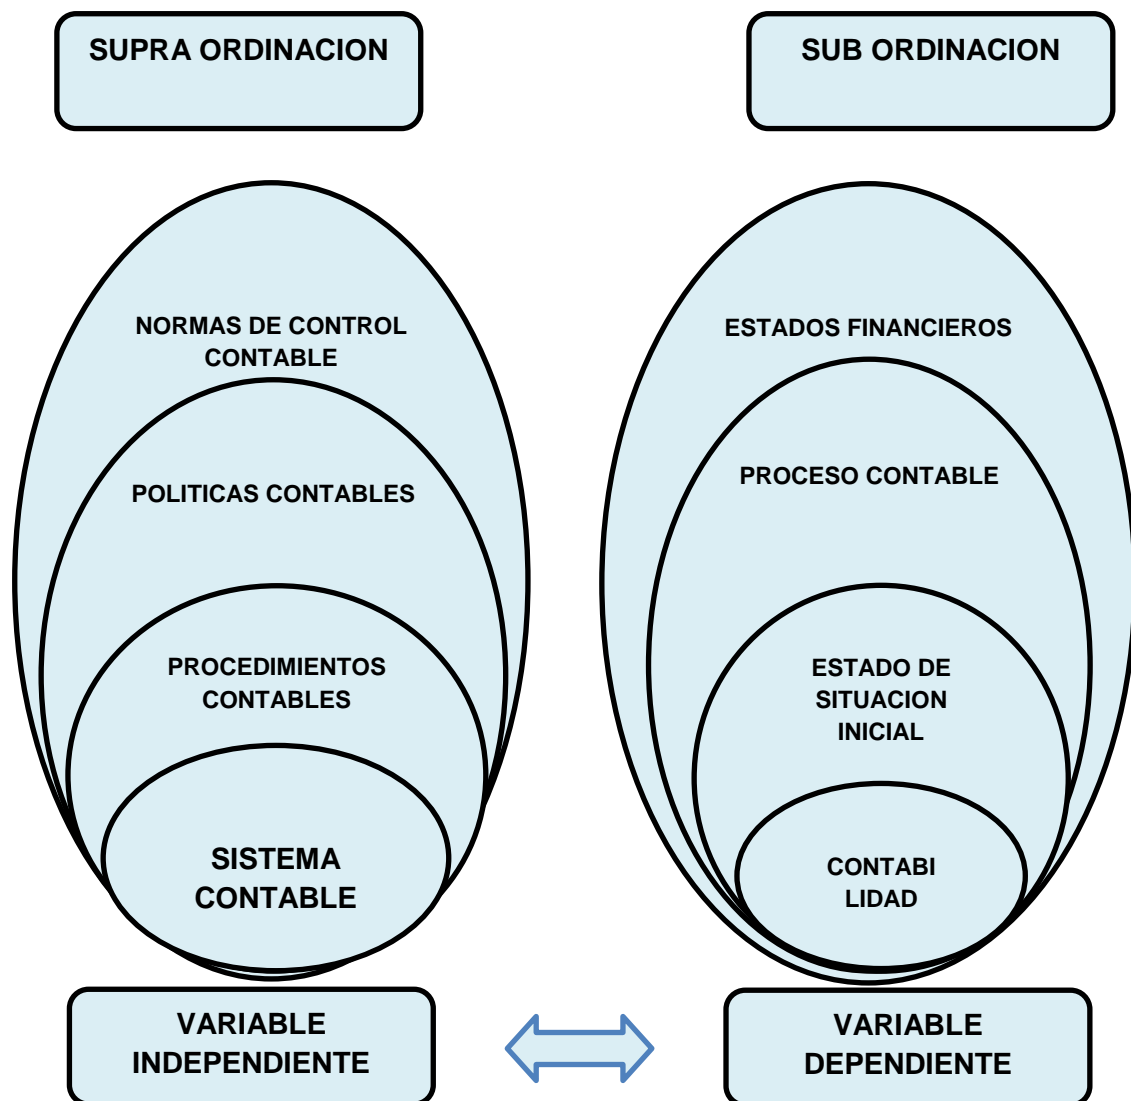 SUPRA ORDINACION
SUB ORDINACION
NORMAS DE CONTROL
CONTABLE
POLITICAS CONTABLES
PROCEDIMIENTOS
CONTABLES
SISTEMA
CONTABLE
VARIABLE
INDEPENDIENTE
ESTADOS FINANCIEROS
PROCESO CONTABLE
ESTADO DE
SITUACION
INICIAL
CONTABI
LIDAD
VARIABLE
DEPENDIENTE